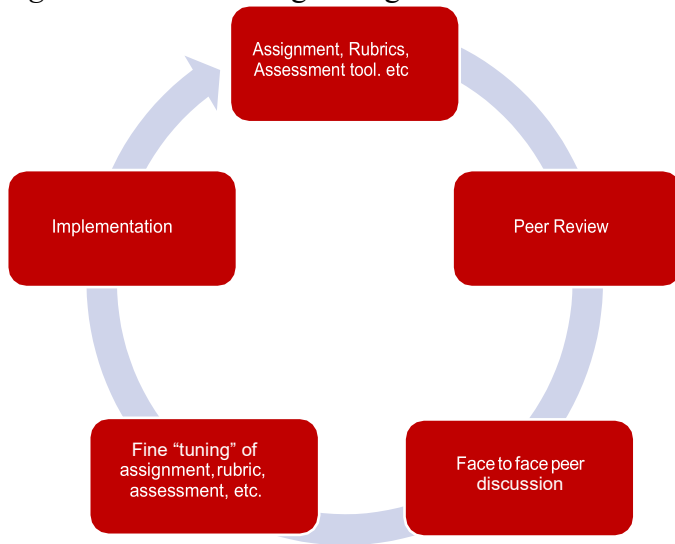 Assignment, Rubrics,
Assessment tool. etc
Implementation
Peer Review
Fine “tuning” of
assignment, rubric,
assessment, etc.
Face to face peer
discussion